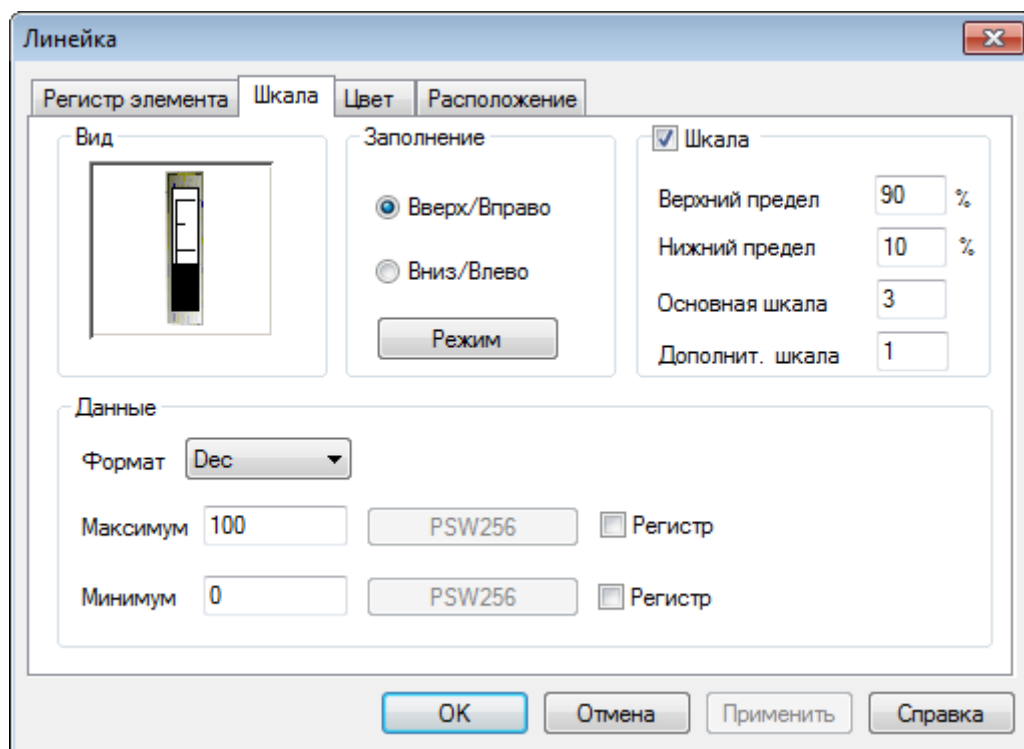 Линейка
Регистр элемента Шкала Цвет Расположение
Вид
Заполнение
Вверх/Вправо
Вниз/Влево
Режим
Шкала
Верхний предел 90 %
Нижний предел 10 %
Основная шкала 3
Дополнит. шкала 1
Данные
Формат Dec
Максимум 100 PSW256 Регистр
Минимум 0 PSW256 Регистр
OK Отмена Применить Справка